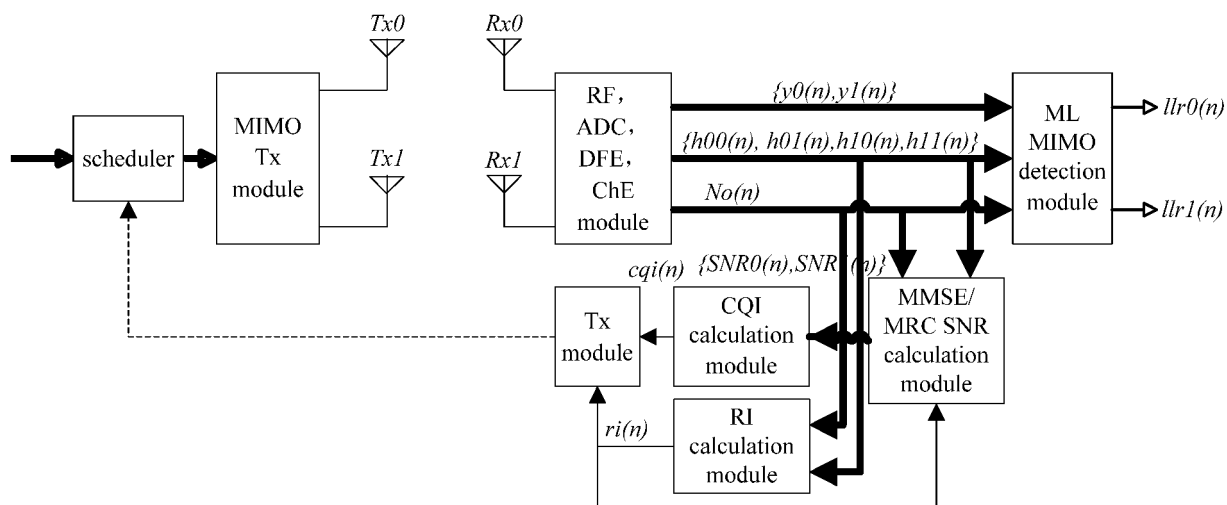 Tx0
Rx0
scheduler
MIMO
Tx
module
Tx1
Rx1
RF，
ADC，
DFE，
ChE
module
{y0(n),y1(n)}
{h00(n), h01(n),h10(n),h11(n)}
No(n)
ML
MIMO
detection
module
llr0(n)
llr1(n)
cqi(n)
{SNR0(n),SNR1(n)}
Tx
module
CQI
calculation
module
MMSE/
MRC SNR
calculation
module
ri(n)
RI
calculation
module